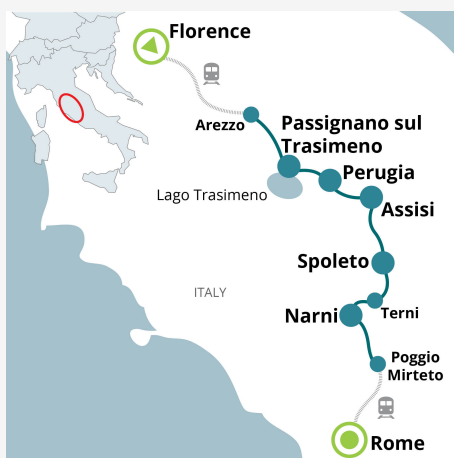 Florence
Arezzo
Passignano sul
Trasimeno
Perugia
Lago Trasimeno
Assisi
Spoleto
ITALY
Narni
Terni
Poggio
Mirteto
Rome